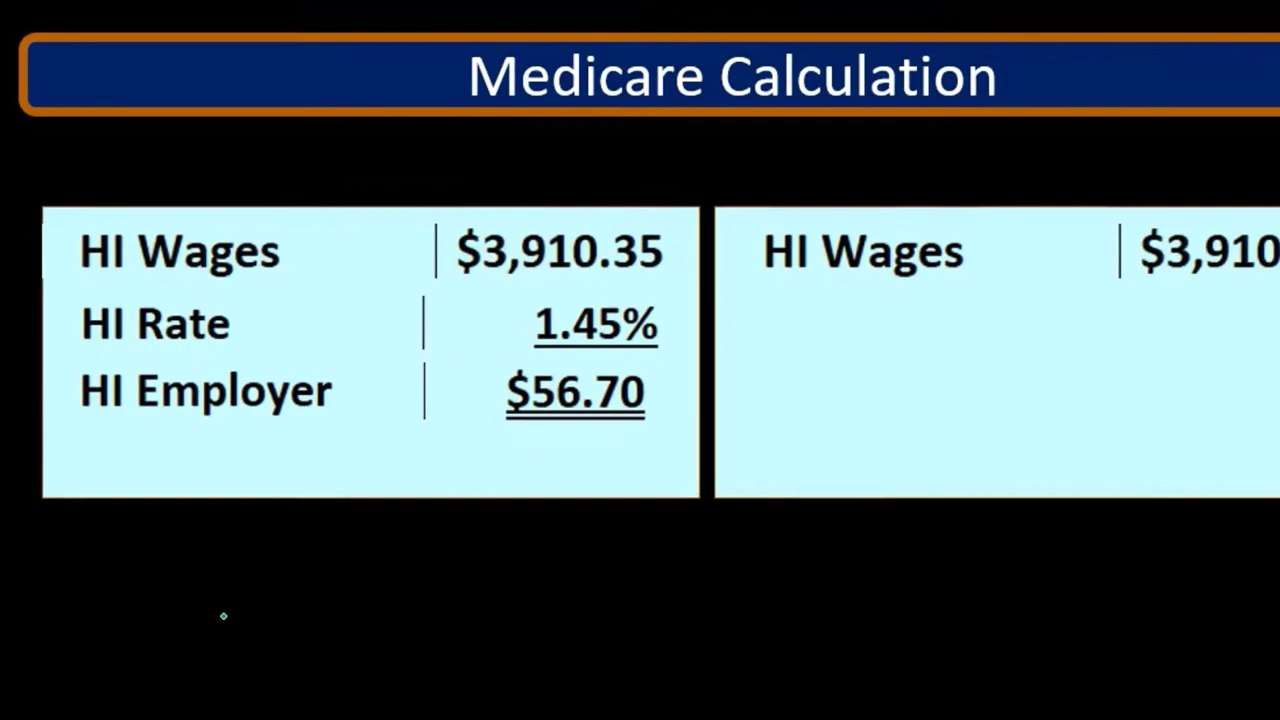 Medicare Calculation
HI Wages $3,910.35
HI Rate 1.45%
HI Employer $56.70
HI Wages $3,910